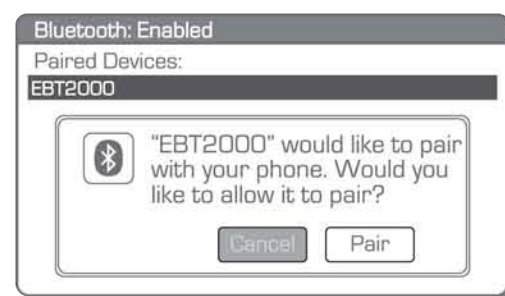 Bluetooth: Enabled
Paired Devices:
EBT2000
"EBT2000" would like to pair
with your phone. Would you
like to allow it to pair?
Cancel Pair